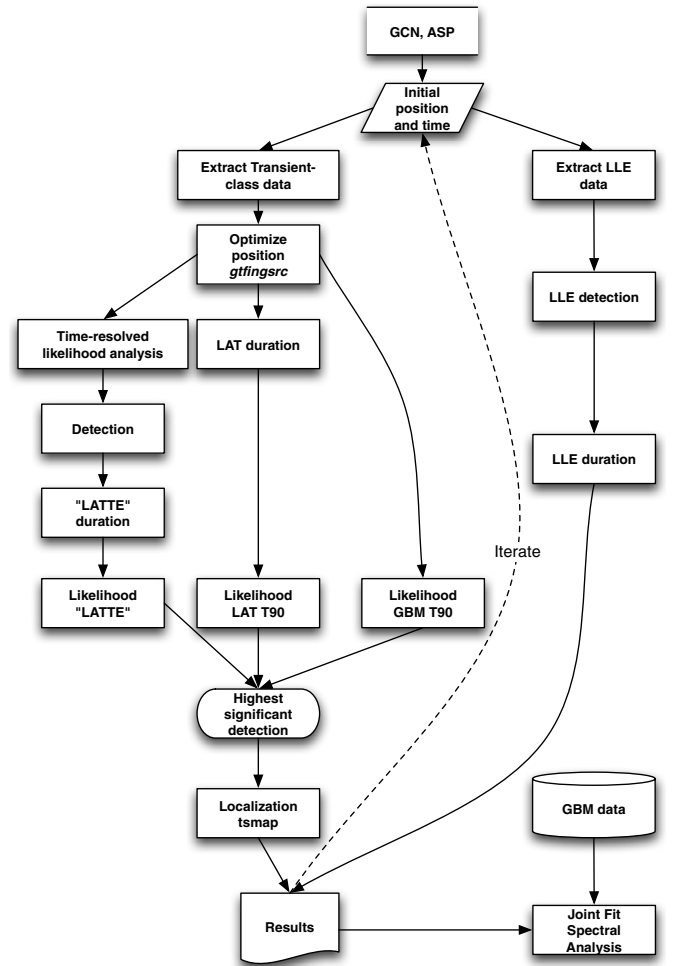 GCN, ASP
Initial
position
and time
Extract Transient-
class data
Extract LLE
data
Optimize
position
gtfingsrc
LLE detection
Time-resolved
likelihood analysis
LAT duration
Detection
LLE duration
"LATTE"
duration
Iterate
Likelihood
"LATTE"
Likelihood
LAT T90
Likelihood
GBM T90
Highest
significant
detection
Localization
tsmap
GBM data
Results
Joint Fit
Spectral
Analysis